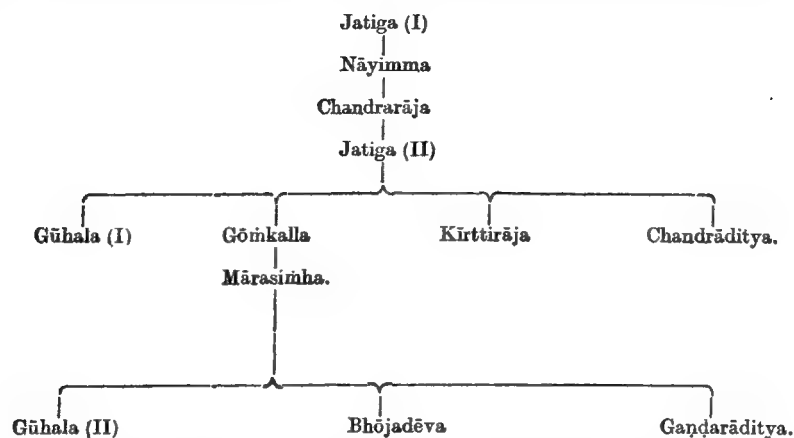 Jatiga (I)
Nāyimma
Chandrarāja
Jatiga (II)
Gūhala (I) Gōṁkalla Kīrttirāja Chandrāditya.
Mārasiṁha.
Gūhala (II) Bhōjadēva Gaṇḍarāditya.